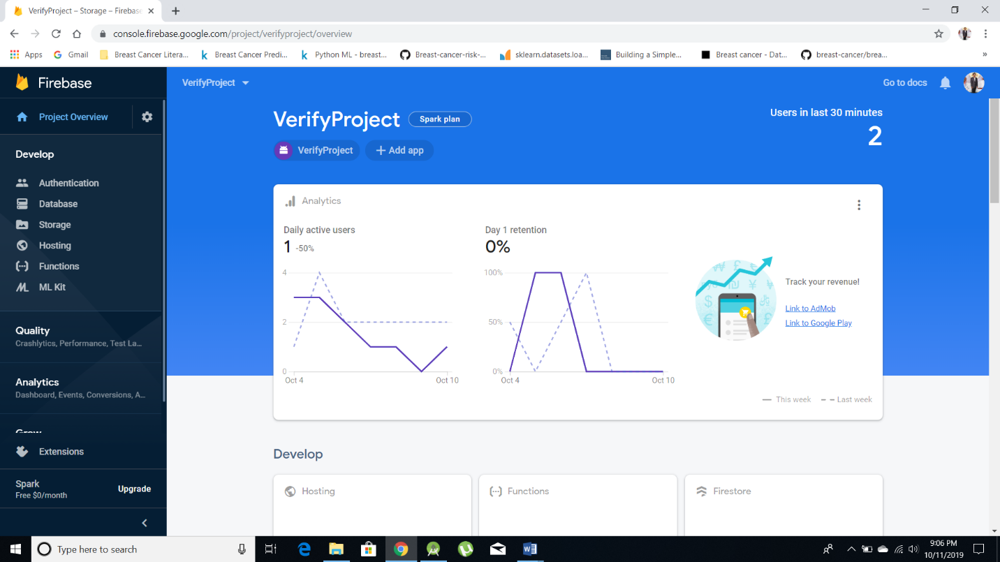 VerifyProject – Storage – Firebase
console.firebase.google.com/project/verifyproject/overview
Apps
Gmail
Breast Cancer Litera...
Breast Cancer Predi...
Python ML - breast...
Breast-cancer-risk-...
sklearn.datasets.loa...
Building a Simple...
Breast cancer - Dat...
breast-cancer/brea...
»
Firebase
Project Overview
Develop
Authentication
Database
Storage
Hosting
Functions
ML Kit
Quality
Crashlytics, Performance, Test La...
Analytics
Dashboard, Events, Conversions, A...
Grow
Extensions
Spark
Free $0/month
Upgrade
VerifyProject
Go to docs
VerifyProject
Spark plan
VerifyProject
+ Add app
Users in last 30 minutes
2
Analytics
Daily active users
1 -50%
4
2
0
Oct 4
Oct 10
Day 1 retention
0%
100%
50%
0%
Oct 4
Oct 10
Track your revenue!
Link to AdMob
Link to Google Play
This week
Last week
Develop
Hosting
Functions
Firestore
Type here to search
9:06 PM
10/11/2019